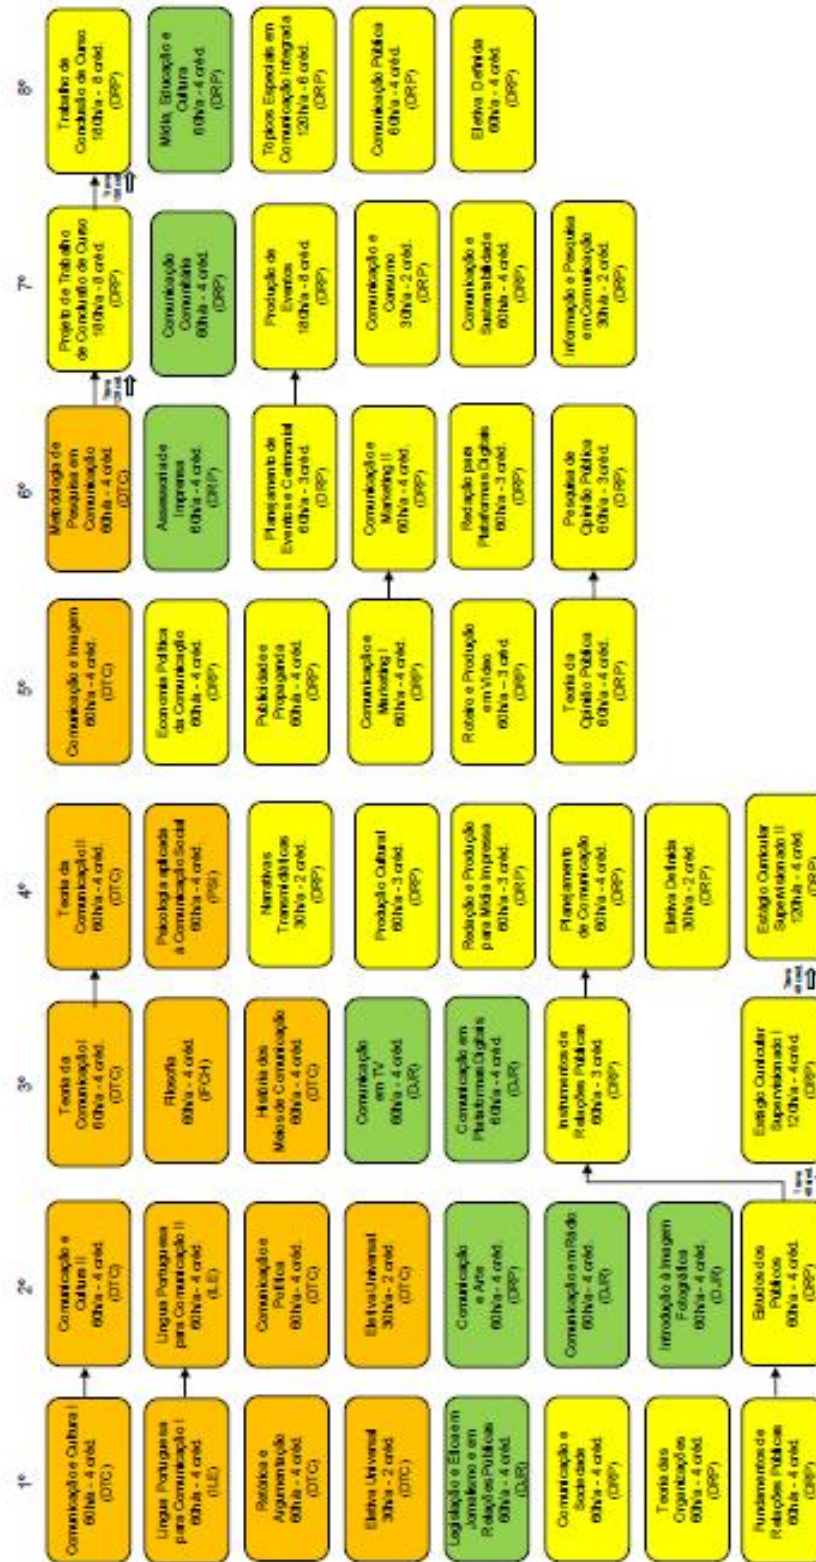 1º
Comunicação e Cultura I
60h/a - 4 créd.
(DTC)
Língua Portuguesa
para Comunicação I
60h/a - 4 créd.
(ILE)
Retórica e
Argumentação
60h/a - 4 créd.
(DTC)
Eletiva Universal
30h/a - 2 créd.
(DTC)
Legislação e Ética em
Jornalismo e em
Relações Públicas
60h/a - 4 créd.
(DJR)
Comunicação e
Sociedade
60h/a - 4 créd.
(DRP)
Teoria das
Organizações
60h/a - 4 créd.
(DRP)
Fundamentos de
Relações Públicas
60h/a - 4 créd.
(DRP)
2º
Comunicação e
Cultura II
60h/a - 4 créd.
(DTC)
Língua Portuguesa
para Comunicação II
60h/a - 4 créd.
(ILE)
Comunicação e
Política
60h/a - 4 créd.
(DTC)
Eletiva Universal
30h/a - 2 créd.
(DTC)
Comunicação
e Arte
60h/a - 4 créd.
(DRP)
Comunicação em Rádio
60h/a - 4 créd.
(DJR)
Introdução à Imagem
Fotográfica
60h/a - 4 créd.
(DJR)
Estudos dos
Públicos
60h/a - 4 créd.
(DRP)
3º
Teoria da
Comunicação I
60h/a - 4 créd.
(DTC)
Filosofia
60h/a - 4 créd.
(IFCH)
História dos
Meios de Comunicação
60h/a - 4 créd.
(DTC)
Comunicação
em TV
60h/a - 4 créd.
(DJR)
Comunicação em
Plataformas Digitais
60h/a - 4 créd.
(DJR)
Instrumentos de
Relações Públicas
60h/a - 3 créd.
(DRP)
Estágio Curricular
Supervisionado I
120h/a - 4 créd.
(DRP)
4º
Teoria da
Comunicação II
60h/a - 4 créd.
(DTC)
Psicologia aplicada
à Comunicação Social
60h/a - 4 créd.
(PSI)
Narrativas
Transmidiáticas
30h/a - 2 créd.
(DRP)
Produção Cultural I
60h/a - 3 créd.
(DRP)
Redação e Produção
para Mídia Impressa
60h/a - 3 créd.
(DRP)
Planejamento
de Comunicação
60h/a - 4 créd.
(DRP)
Eletiva Definida
30h/a - 2 créd.
(DRP)
Estágio Curricular
Supervisionado II
120h/a - 4 créd.
(DRP)
5º
Comunicação e Imagem
60h/a - 4 créd.
(DTC)
Economia Política
da Comunicação
60h/a - 4 créd.
(DRP)
Publicidade e
Propaganda
60h/a - 4 créd.
(DRP)
Comunicação e
Marketing I
60h/a - 4 créd.
(DRP)
Roteiro e Produção
em Vídeo
60h/a – 3 créd.
(DRP)
Teoria da
Opinião Pública
60h/a - 4 créd.
(DRP)
6º
Metodologia de
Pesquisa em
Comunicação
60h/a - 4 créd.
(DTC)
Assessoria de
Imprensa
60h/a - 4 créd.
(DRP)
Planejamento de
Eventos e Cerimonial
60h/a - 3 créd.
(DRP)
Comunicação e
Marketing II
60h/a - 4 créd.
(DRP)
Redação para
Plataformas Digitais
60h/a - 3 créd.
(DRP)
Pesquisa de
Opinião Pública
60h/a - 3 créd.
(DRP)
7º
Projeto de Trabalho
de Conclusão de Curso
180h/a - 8 créd.
(DRP)
Comunicação
Comunitária
60h/a - 4 créd.
(DRP)
Produção de
Eventos
180h/a - 8 créd.
(DRP)
Comunicação e
Consumo
30h/a - 2 créd.
(DRP)
Comunicação e
Sustentabilidade
60h/a - 4 créd.
(DRP)
Informação e Pesquisa
em Comunicação
30h/a - 2 créd.
(DRP)
8º
Trabalho de
Conclusão de Curso
180h/a - 8 créd.
(DRP)
Mídia, Educação e
Cultura
60h/a - 4 créd.
(DRP)
Tópicos Especiais em
Comunicação Integrada
120h/a - 6 créd.
(DRP)
Comunicação Pública
60h/a - 4 créd.
(DRP)
Eletiva Definida
60h/a - 4 créd.
(DRP)